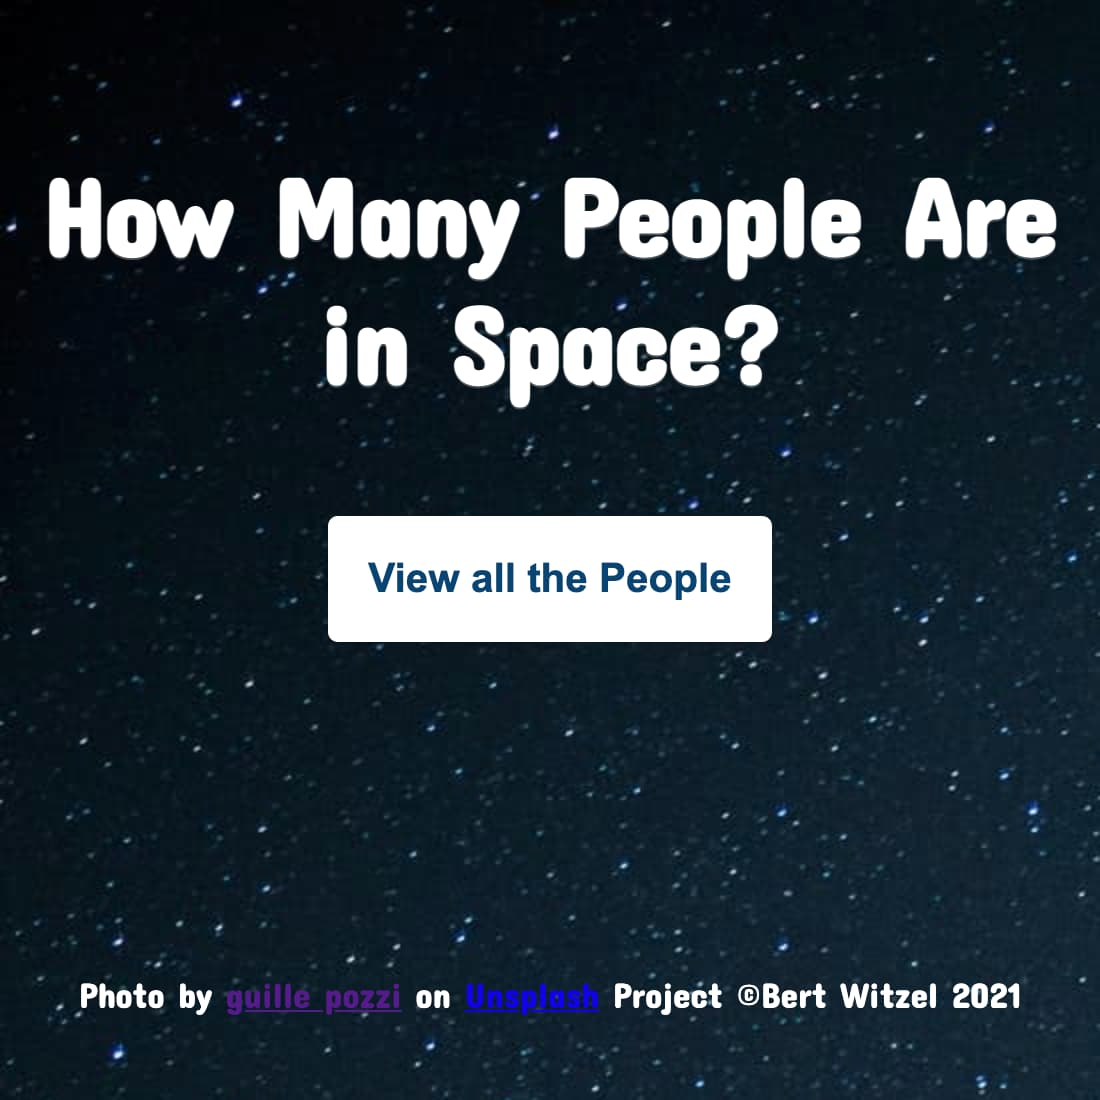 How Many People Are
in Space?
View all the People
Photo by guille pozzi on Unsplash Project ©Bert Witzel 2021